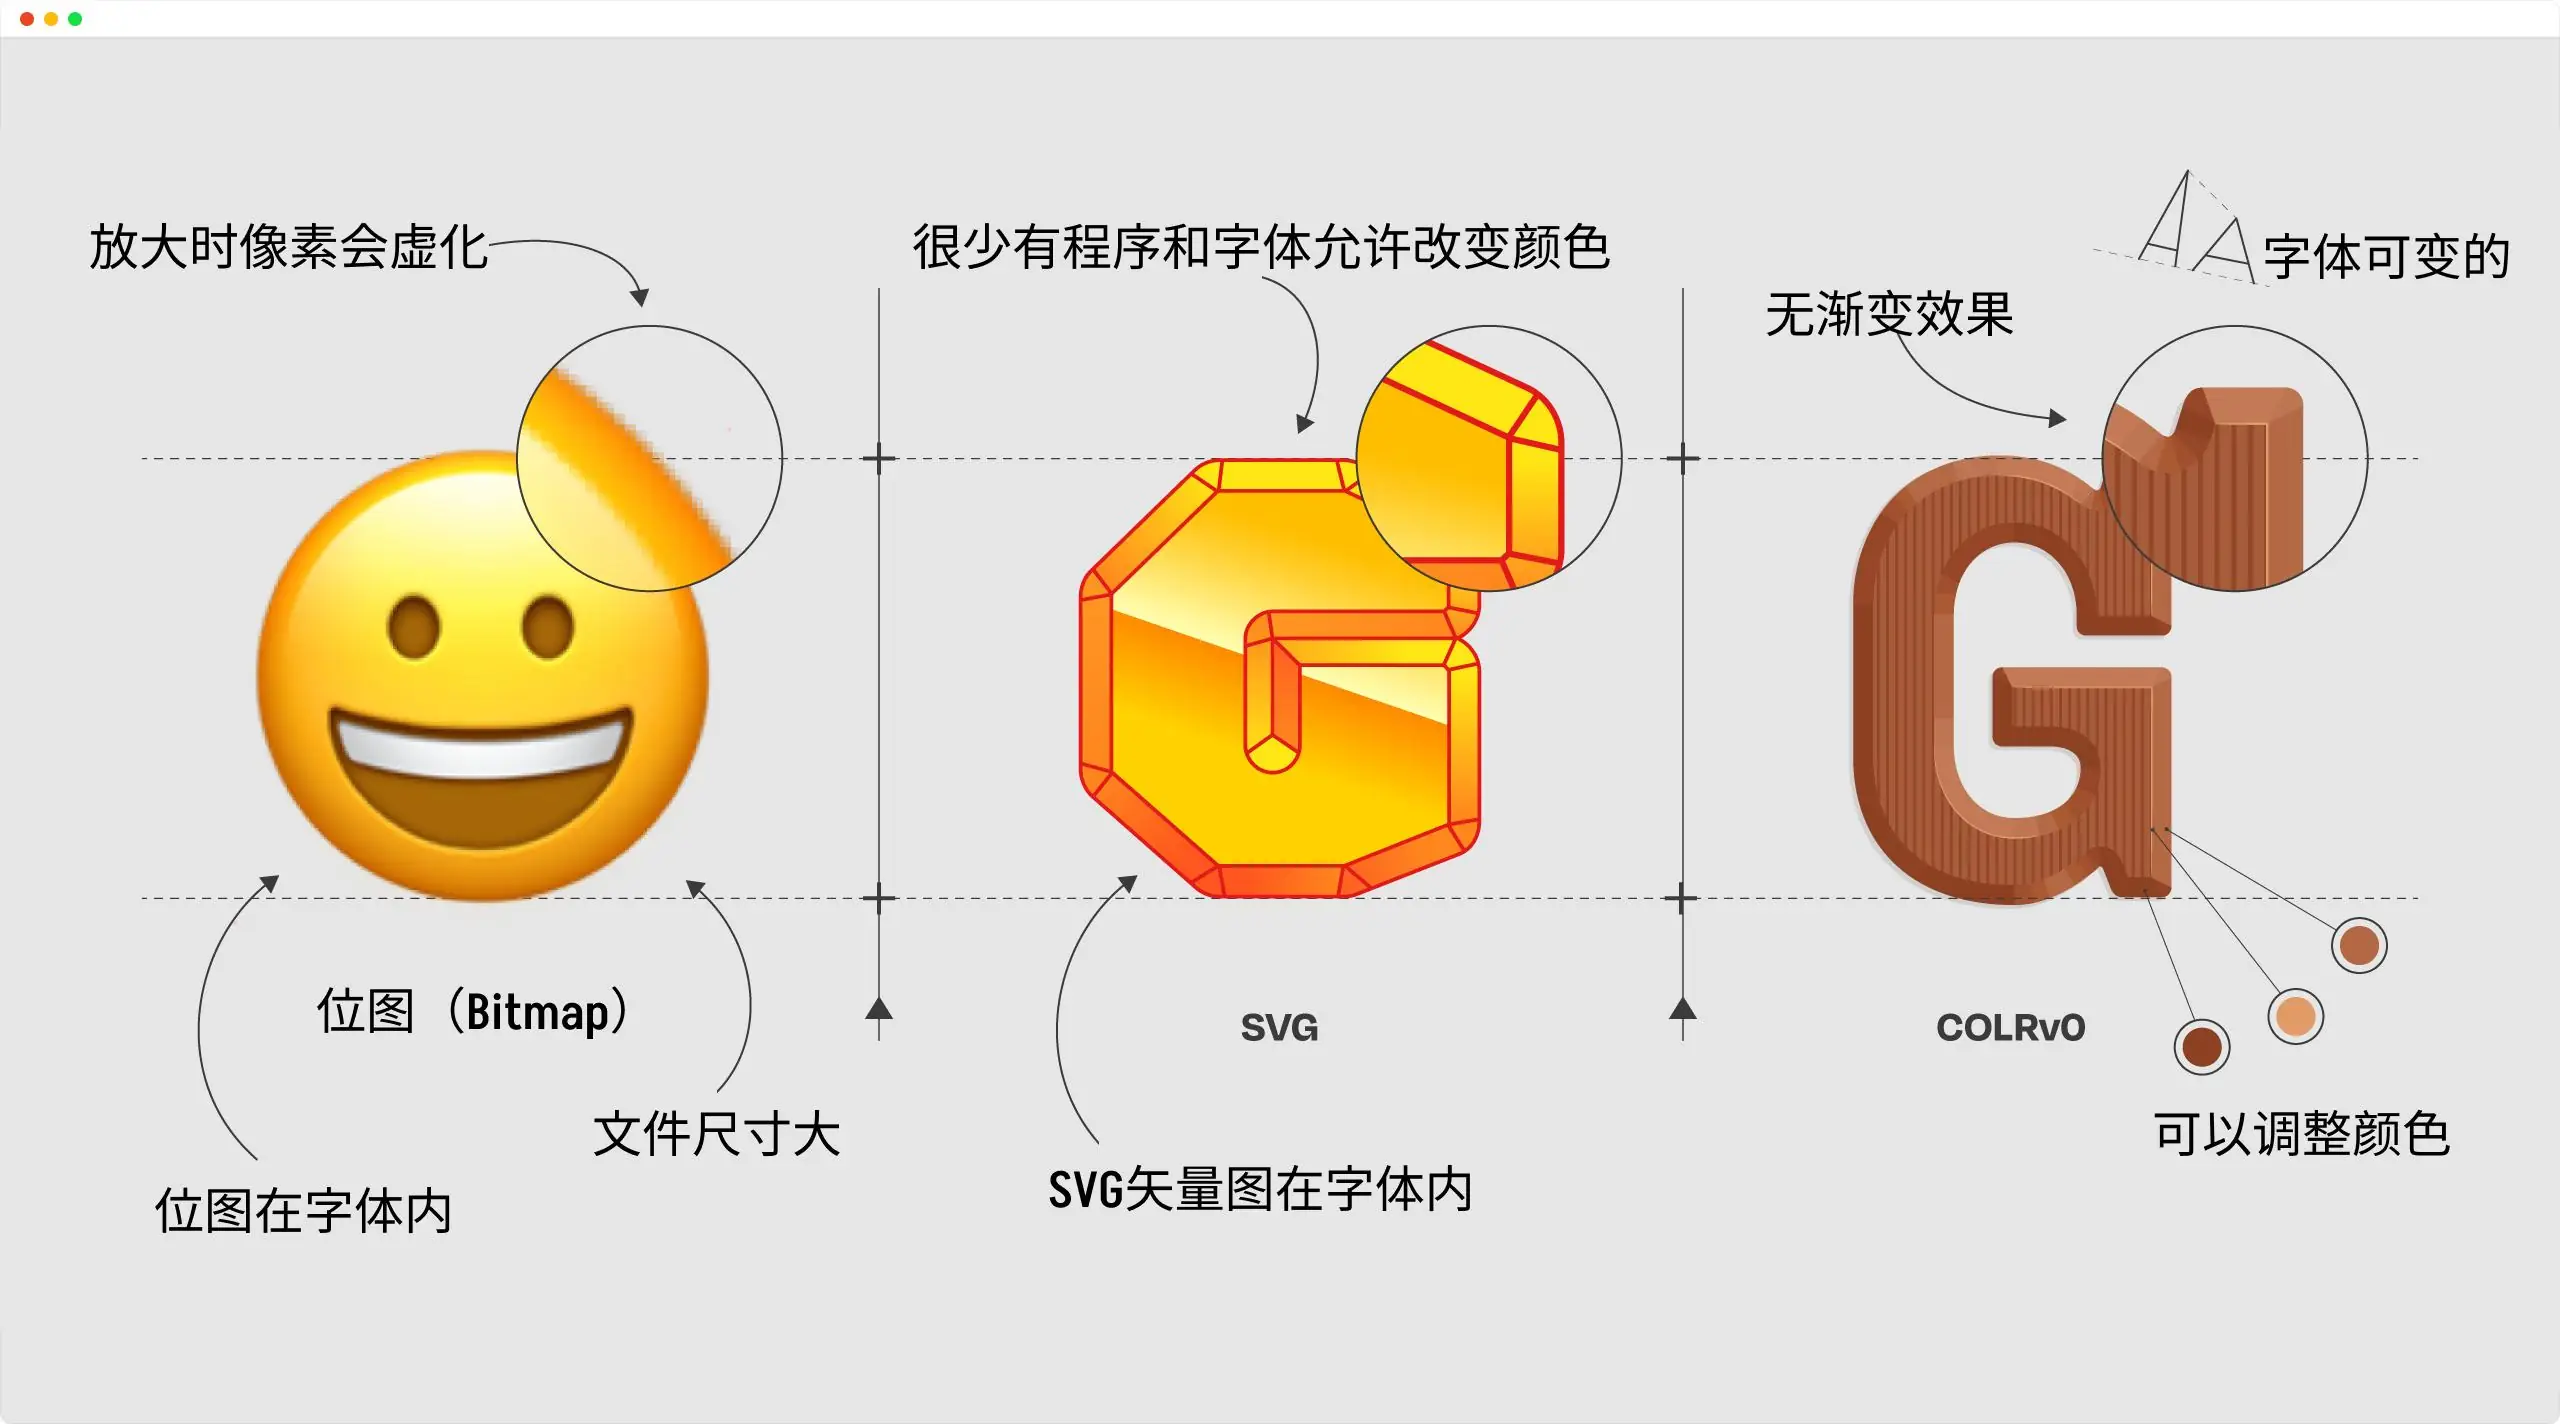 放大时像素会虚化
位图（Bitmap）
文件尺寸大
位图在字体内
很少有程序和字体允许改变颜色
SVG
SVG矢量图在字体内
字体可变的
无渐变效果
COLRv0
可以调整颜色